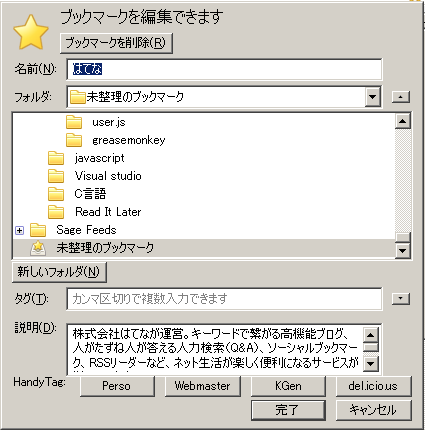 ブックマークを編集できます
ブックマークを削除(R)
名前(N): はてな
フォルダ: 未整理のブックマーク
user.js
greasemonkey
javascript
Visual studio
C言語
Read It Later
Sage Feeds
未整理のブックマーク
新しいフォルダ(N)
タグ(T): カンマ区切りで複数入力できます
説明(D): 株式会社はてなが運営。キーワードで繋がる高機能ブログ、
人がたずね人が答える人力検索(Q&A)、ソーシャルブックマー
ク、RSSリーダーなど、ネット生活が楽しく便利になるサービスが
HandyTag: Perso Webmaster KGen del.icio.us
完了 キャンセル